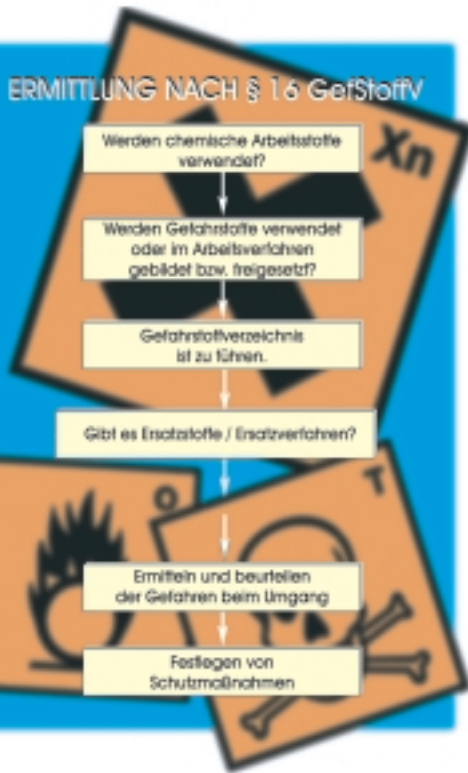 ERMITTLUNG NACH § 16 GefStoffV
Werden chemische Arbeitsstoffe
verwendet?
Xn
Werden Gefahrstoffe verwendet
oder im Arbeitsverfahren
gebildet bzw. freigesetzt?
Gefahrstoffverzeichnis
ist zu führen.
Gibt es Ersatzstoffe / Ersatzverfahren?
O
T
Ermitteln und beurteilen
der Gefahren beim Umgang
Festlegen von
Schutzmaßnahmen